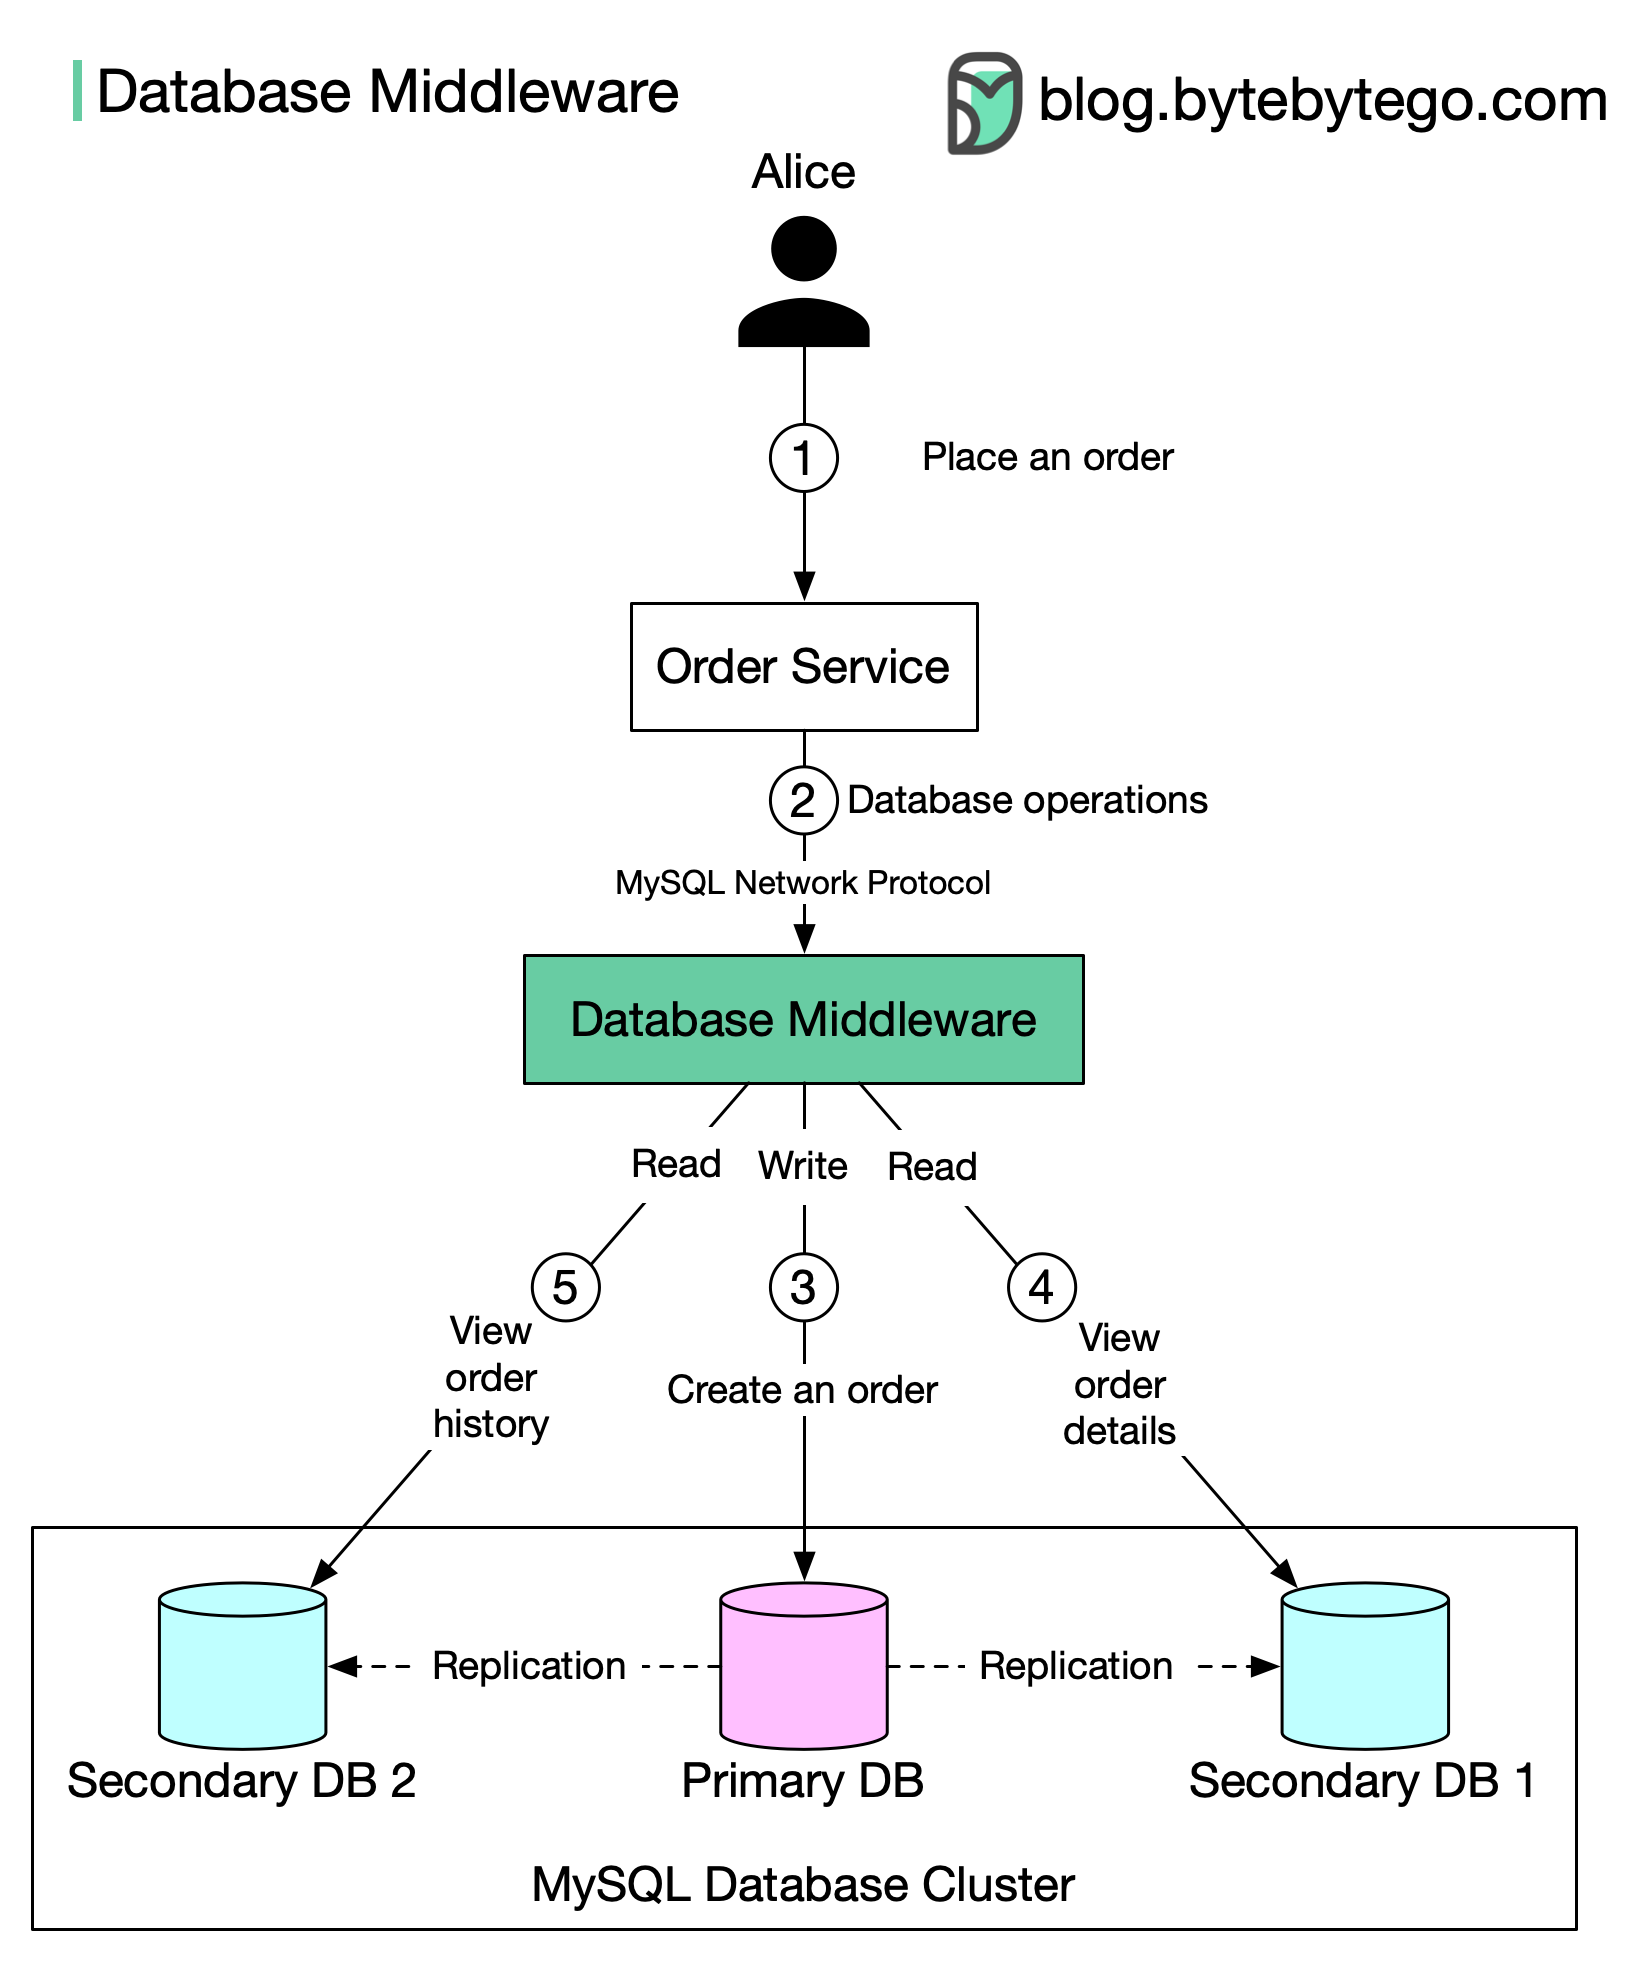 Database Middleware
blog.bytebytego.com
Alice
1
Place an order
Order Service
2
Database operations
MySQL Network Protocol
Database Middleware
Read
Write
Read
5
3
4
View
order
history
Create an order
View
order
details
Replication
Replication
Secondary DB 2
Primary DB
Secondary DB 1
MySQL Database Cluster